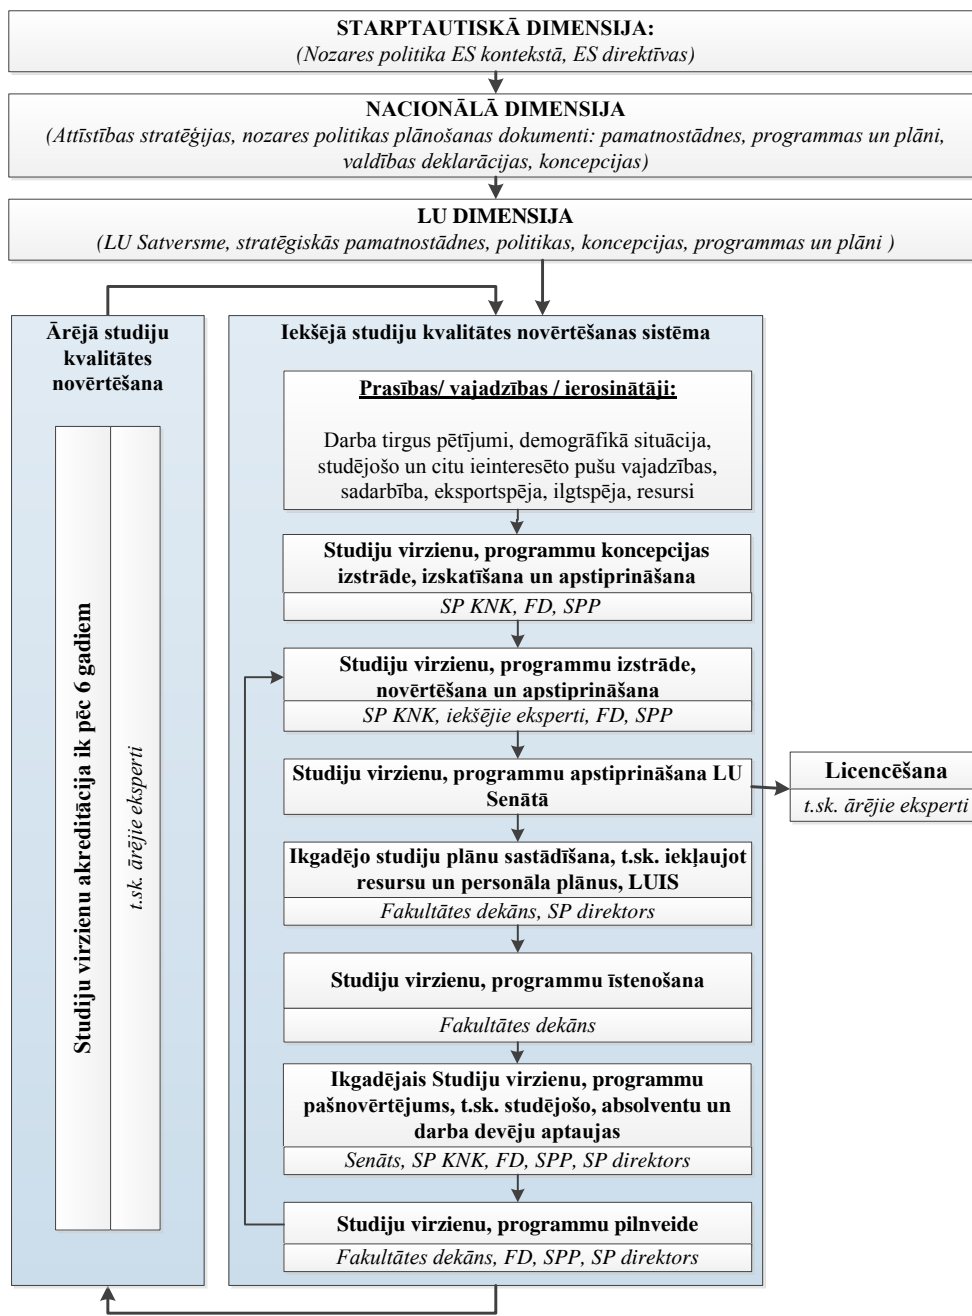 STARPTAUTISKĀ DIMENSIJA:
(Nozares politika ES kontekstā, ES direktīvas)
NACIONĀLĀ DIMENSIJA
(Attīstības stratēģijas, nozares politikas plānošanas dokumenti: pamatnostādnes, programmas un plāni,
valdības deklarācijas, koncepcijas)
LU DIMENSIJA
(LU Satversme, stratēģiskās pamatnostādnes, politikas, koncepcijas, programmas un plāni )
Ārējā studiju
kvalitātes
novērtēšana
Studiju virzienu akreditācija ik pēc 6 gadiem
t.sk. ārējie eksperti
Iekšējā studiju kvalitātes novērtēšanas sistēma
Prasības/ vajadzības / ierosinātāji:
Darba tirgus pētījumi, demogrāfikā situācija,
studējošo un citu ieinteresēto pušu vajadzības,
sadarbība, eksportspēja, ilgtspēja, resursi
Studiju virzienu, programmu koncepcijas
izstrāde, izskatīšana un apstiprināšana
SP KNK, FD, SPP
Studiju virzienu, programmu izstrāde,
novērtēšana un apstiprināšana
SP KNK, iekšējie eksperti, FD, SPP
Studiju virzienu, programmu apstiprināšana LU
Senātā
Licencēšana
t.sk. ārējie eksperti
Ikgadējo studiju plānu sastādīšana, t.sk. iekļaujot
resursu un personāla plānus, LUIS
Fakultātes dekāns, SP direktors
Studiju virzienu, programmu īstenošana
Fakultātes dekāns
Ikgadējais Studiju virzienu, programmu
pašnovērtējums, t.sk. studējošo, absolventu un
darba devēju aptaujas
Senāts, SP KNK, FD, SPP, SP direktors
Studiju virzienu, programmu pilnveide
Fakultātes dekāns, FD, SPP, SP direktors